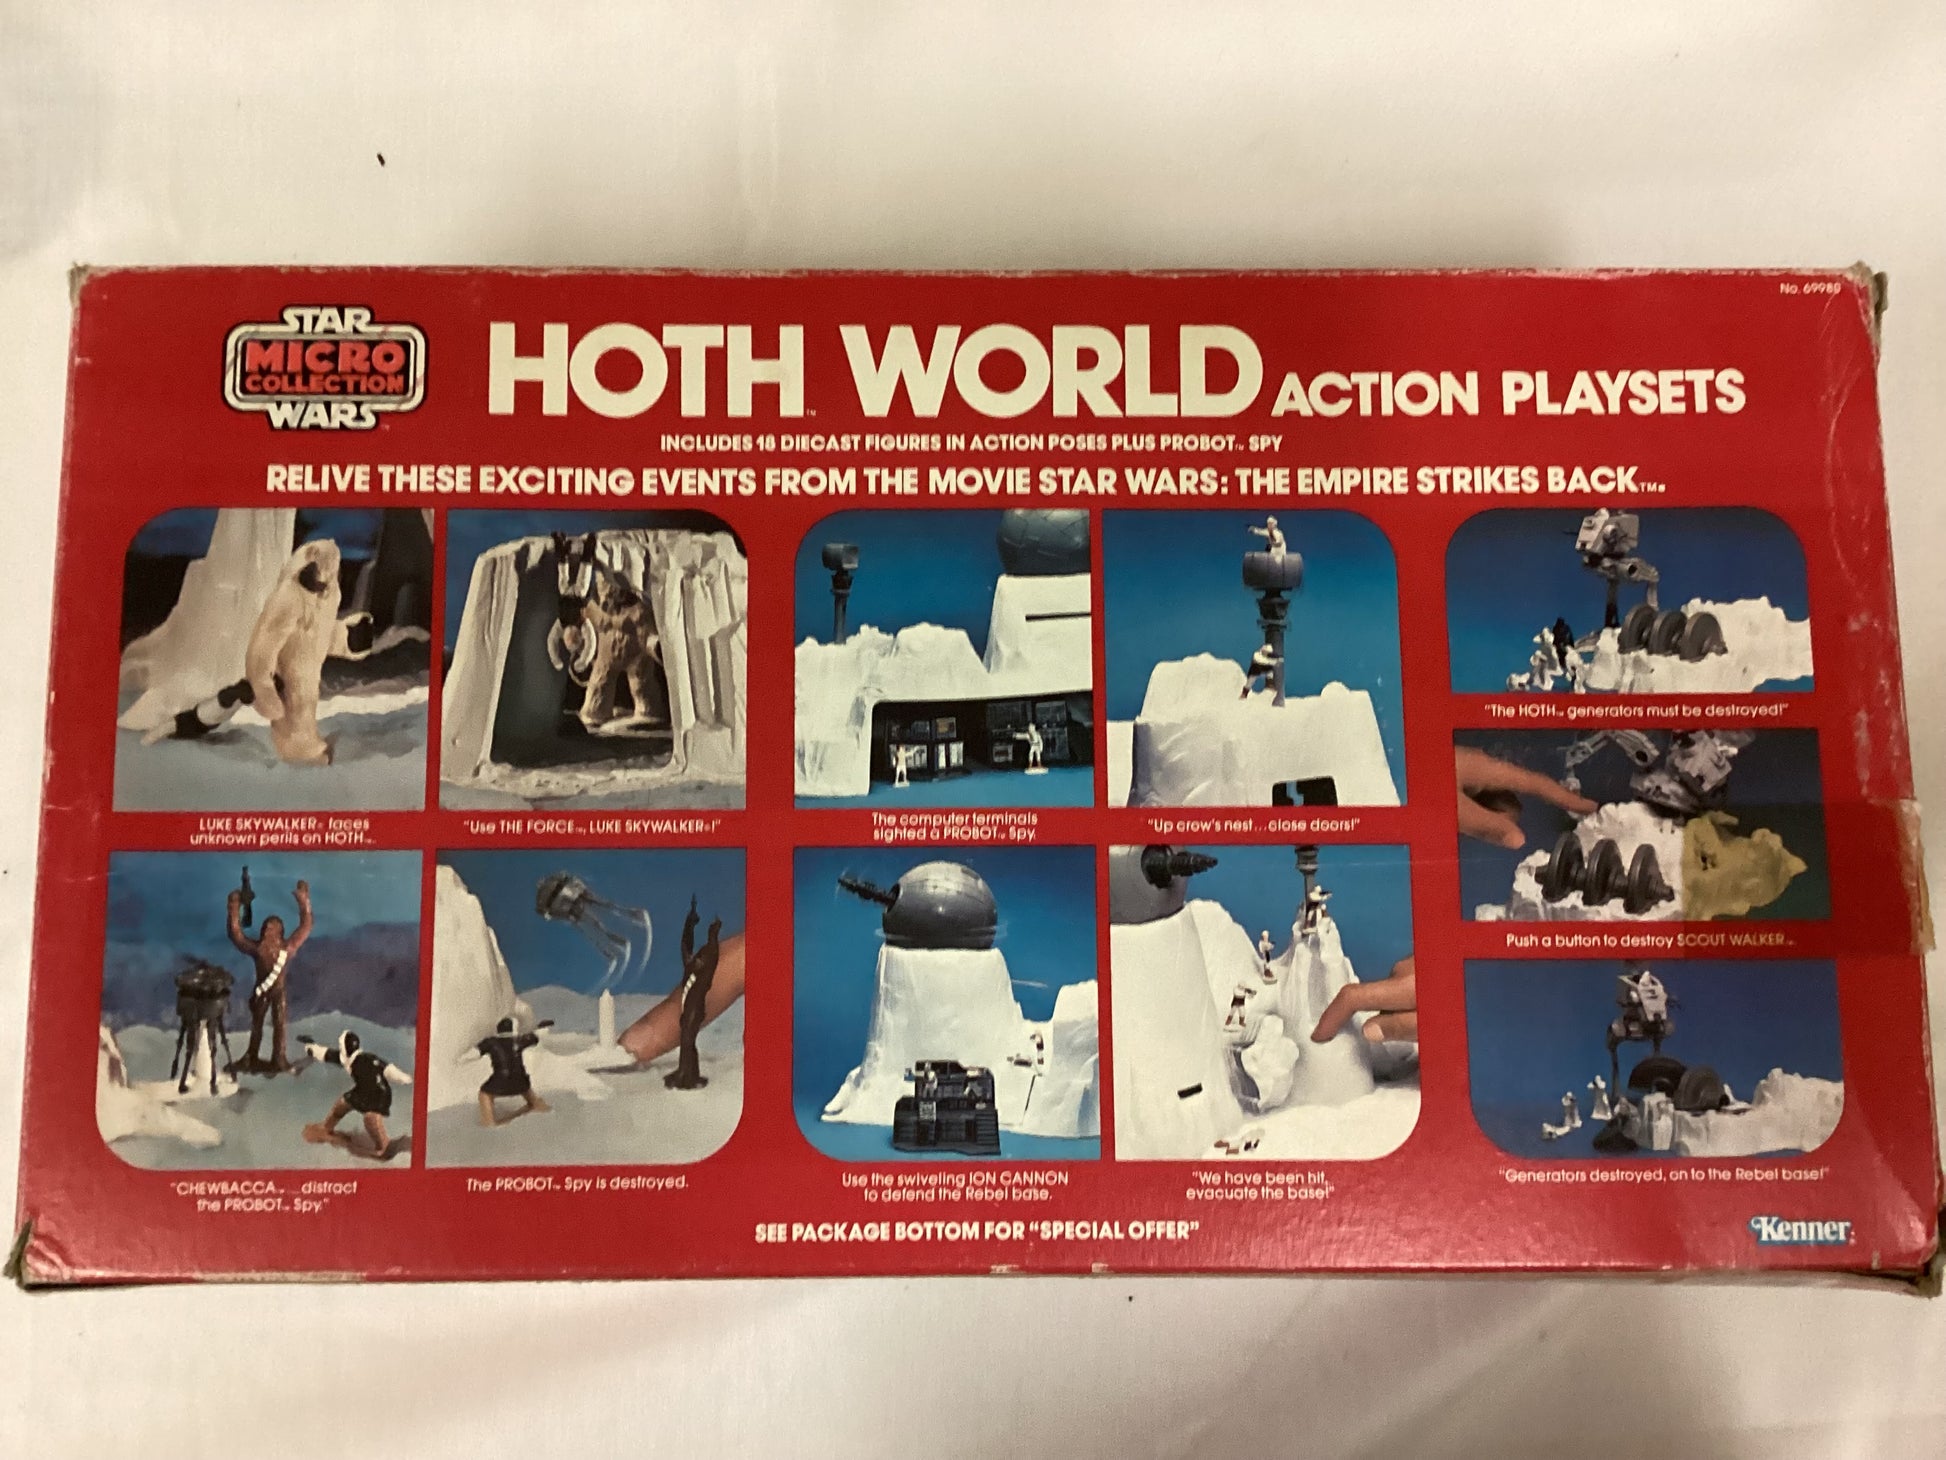 No. 69980
STAR
MICRO
COLLECTION
WARS
HOTH™ WORLD ACTION PLAYSETS
INCLUDES 18 DIECAST FIGURES IN ACTION POSES PLUS PROBOT™ SPY
RELIVE THESE EXCITING EVENTS FROM THE MOVIE STAR WARS: THE EMPIRE STRIKES BACK™.
LUKE SKYWALKER® faces
unknown perils on HOTH™.
"Use THE FORCE™, LUKE SKYWALKER®!"
The computer terminals
sighted a PROBOT™ Spy.
"Up crow's nest...close doors!"
"The HOTH™ generators must be destroyed!"
Push a button to destroy SCOUT WALKER™.
"CHEWBACCA™ ...distract
the PROBOT™ Spy."
The PROBOT™ Spy is destroyed.
Use the swiveling ION CANNON
to defend the Rebel base.
"We have been hit,
evacuate the base!"
"Generators destroyed, on to the Rebel base!"
SEE PACKAGE BOTTOM FOR "SPECIAL OFFER"
Kenner®